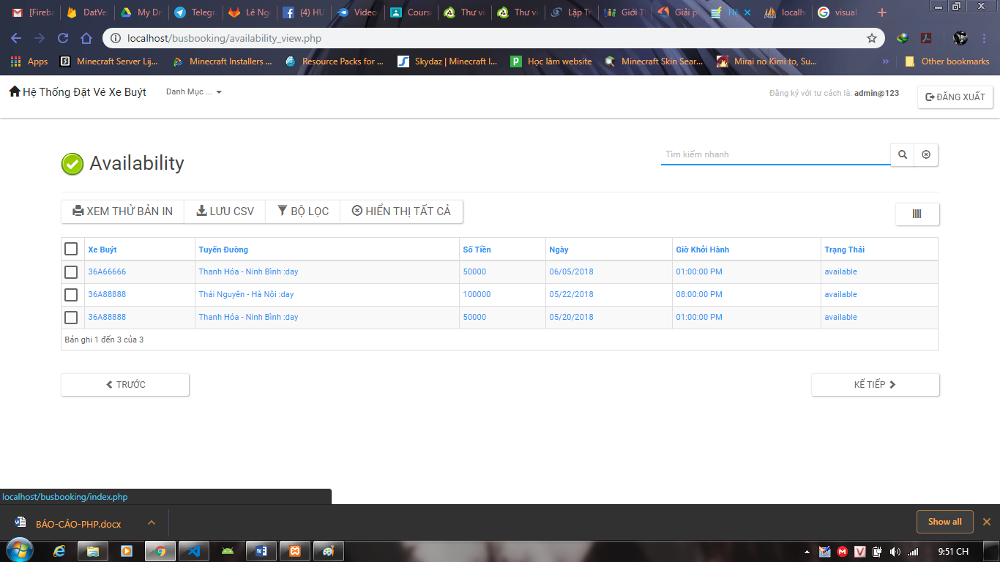 [Fireba
DatVe
My Dr
Telegr
Lê Ng
(4) HU
Video
Cours
Thư vi
Thư vi
Lập Tr
Giới T
Giải p
Hệ
localh
visual
localhost/busbooking/availability_view.php
Apps
Minecraft Server Lij...
Minecraft Installers ...
Resource Packs for ...
Skydaz | Minecraft I...
Học làm website
Minecraft Skin Sear...
Mirai no Kimi to, Su...
»
Other bookmarks
Hệ Thống Đặt Vé Xe Buýt
Danh Mục ...
Đăng ký với tư cách là: admin@123
ĐĂNG XUẤT
Availability
Tìm kiếm nhanh
XEM THỬ BẢN IN
LƯU CSV
BỘ LỌC
HIỂN THỊ TẤT CẢ
Xe Buýt Tuyến Đường Số Tiền Ngày Giờ Khởi Hành Trạng Thái
36A66666 Thanh Hóa - Ninh Bình :day 50000 06/05/2018 01:00:00 PM available
36A88888 Thái Nguyên - Hà Nội :day 100000 05/22/2018 08:00:00 PM available
36A88888 Thanh Hóa - Ninh Bình :day 50000 05/20/2018 01:00:00 PM available
Bản ghi 1 đến 3 của 3
TRƯỚC
KẾ TIẾP
localhost/busbooking/index.php
BÁO-CÁO-PHP.docx
Show all
9:51 CH